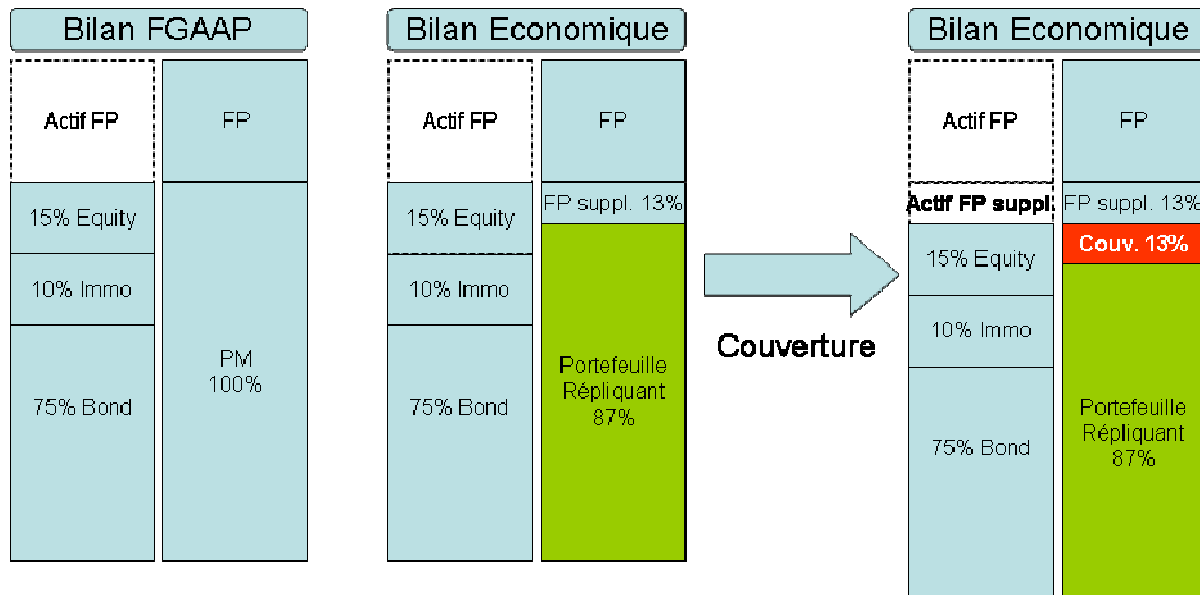 Bilan FGAAP
Actif FP
FP
15% Equity
10% Immo
75% Bond
PM
100%
Bilan Economique
Actif FP
FP
15% Equity
FP suppl. 13%
10% Immo
75% Bond
Portefeuille
Répliquant
87%
Couverture
Bilan Economique
Actif FP
FP
Actif FP suppl.
FP suppl. 13%
15% Equity
Couv. 13%
10% Immo
75% Bond
Portefeuille
Répliquant
87%